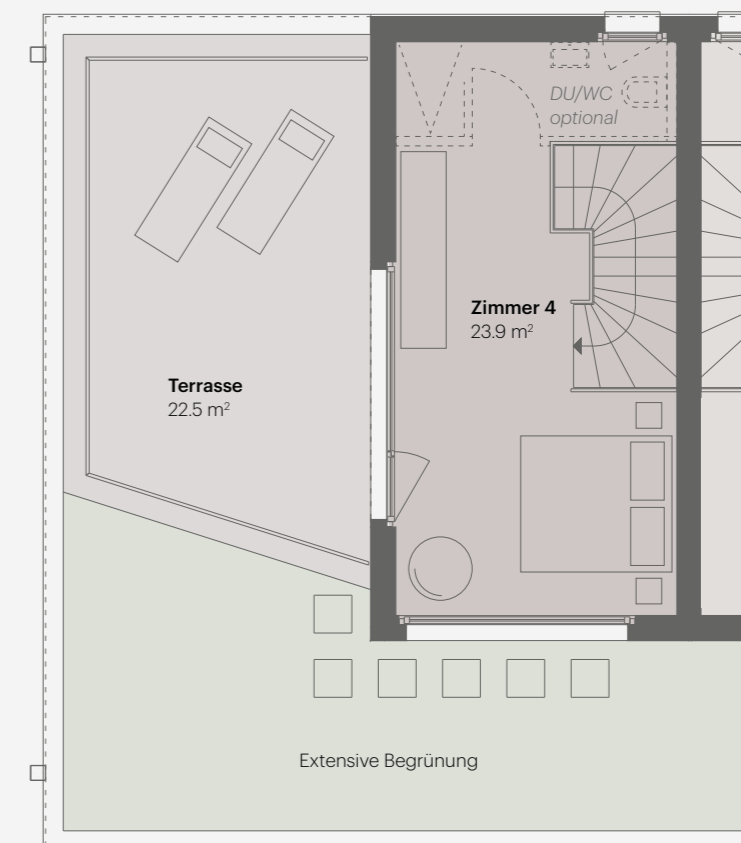 DU/WC
optional
Zimmer 4
23.9 m²
Terrasse
22.5 m²
Extensive Begrünung